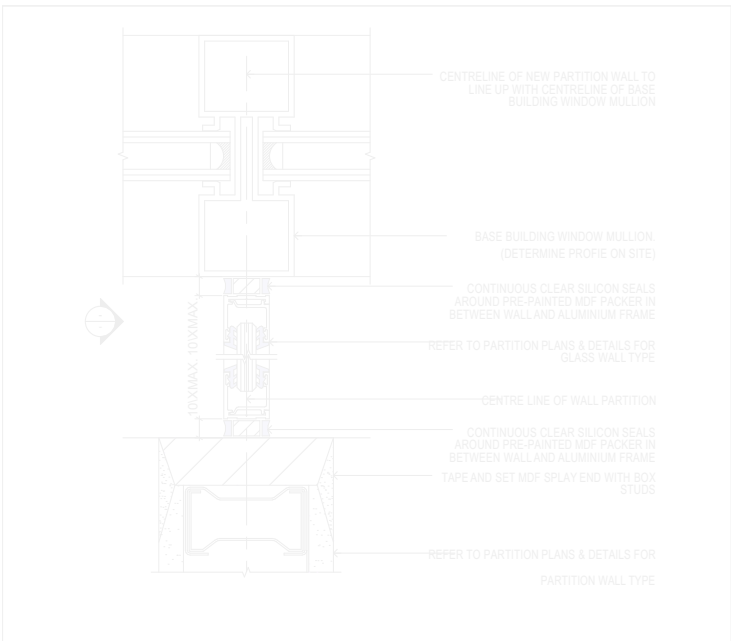 CENTRELINE OF NEW PARTITION WALL TO
LINE UP WITH CENTRELINE OF BASE
BUILDING WINDOW MULLION
BASE BUILDING WINDOW MULLION.
(DETERMINE PROFIE ON SITE)
CONTINUOUS CLEAR SILICON SEALS
AROUND PRE-PAINTED MDF PACKER IN
BETWEEN WALL AND ALUMINIUM FRAME
REFER TO PARTITION PLANS & DETAILS FOR
GLASS WALL TYPE
CENTRE LINE OF WALL PARTITION
CONTINUOUS CLEAR SILICON SEALS
AROUND PRE-PAINTED MDF PACKER IN
BETWEEN WALL AND ALUMINIUM FRAME
TAPE AND SET MDF SPLAY END WITH BOX
STUDS
REFER TO PARTITION PLANS & DETAILS FOR
PARTITION WALL TYPE
10\XMAX. 10\XMAX.